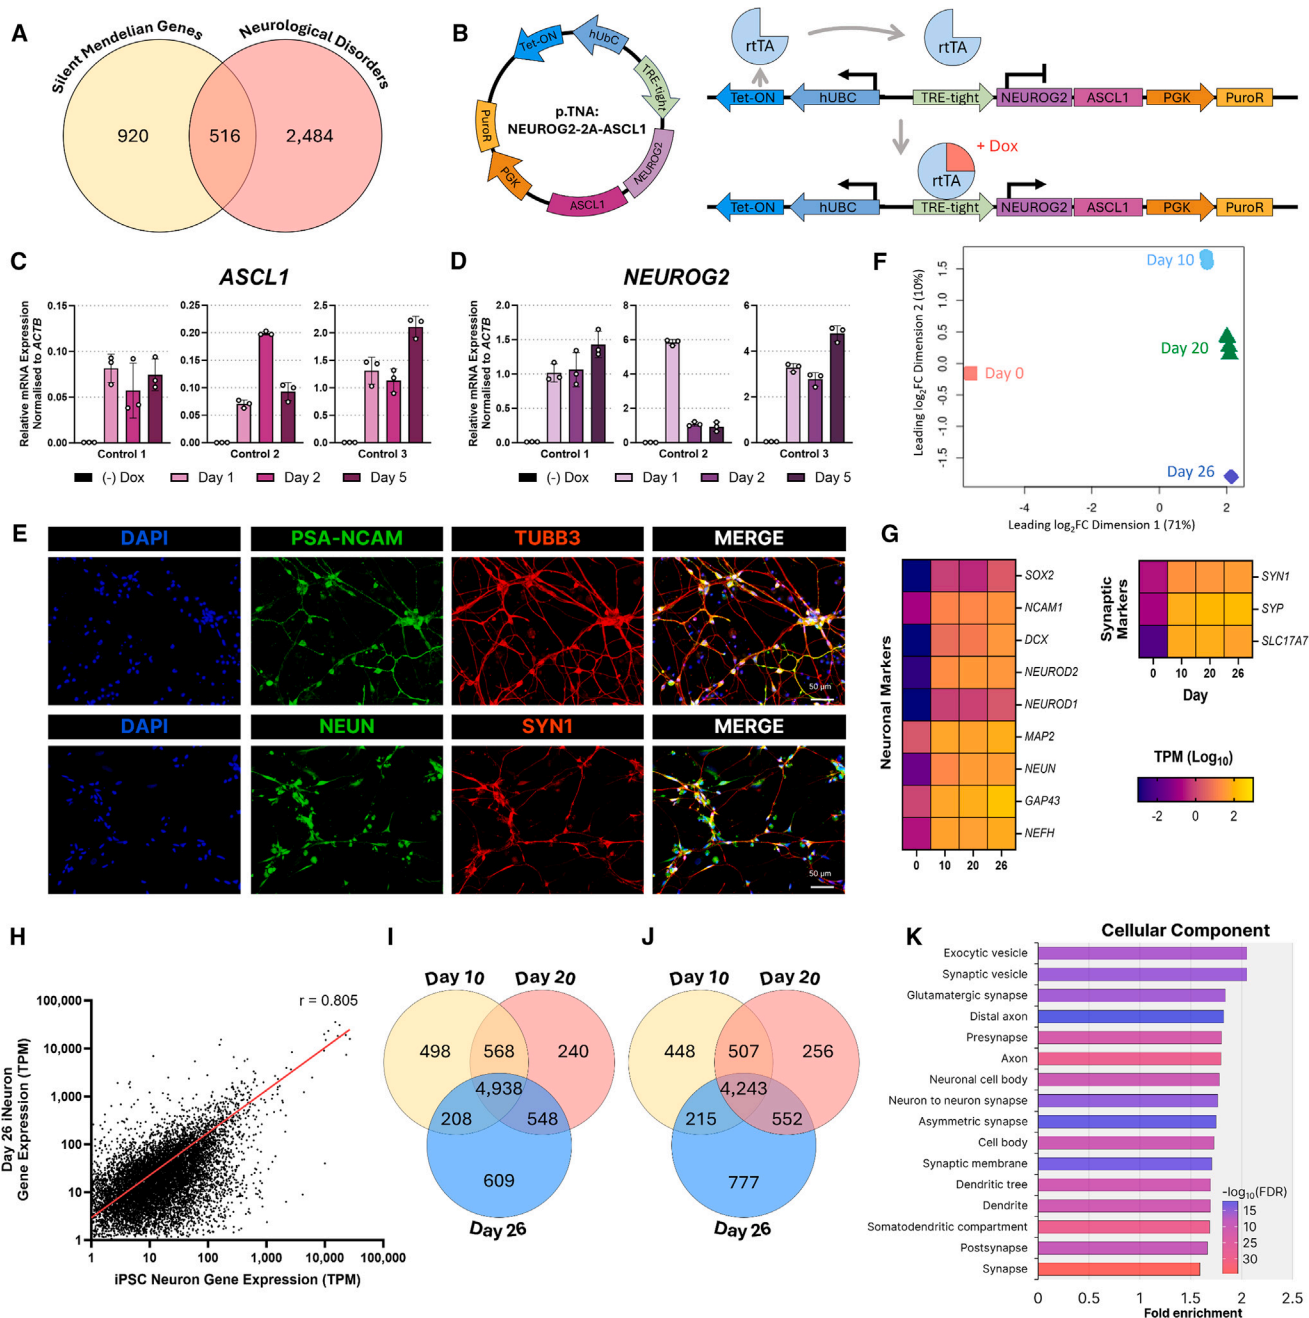 A
Silent Mendelian Genes
Neurological Disorders
920
516
2,484
B
Tet-ON
hUbC
TRE-tight
NEUROG2
ASCL1
PGK
PuroR
p.TNA:
NEUROG2-2A-ASCL1
rtTA
rtTA
Tet-ON
hUBC
TRE-tight
NEUROG2
ASCL1
PGK
PuroR
+ Dox
rtTA
Tet-ON
hUBC
TRE-tight
NEUROG2
ASCL1
PGK
PuroR
C
ASCL1
Relative mRNA Expression
Normalised to ACTB
0.15
0.10
0.05
0.00
Control 1
0.25
0.20
0.15
0.10
0.05
0.00
Control 2
2.5
2.0
1.5
1.0
0.5
0.0
Control 3
(-) Dox
Day 1
Day 2
Day 5
D
NEUROG2
Relative mRNA Expression
Normalised to ACTB
2.0
1.5
1.0
0.5
0.0
Control 1
8
6
4
2
0
Control 2
6
4
2
0
Control 3
(-) Dox
Day 1
Day 2
Day 5
F
Leading log2FC Dimension 2 (10%)
1.5
1.0
0.5
0.0
-0.5
-1.0
-1.5
Day 10
Day 20
Day 0
Day 26
-4
-2
0
2
Leading log2FC Dimension 1 (71%)
E
DAPI
PSA-NCAM
TUBB3
MERGE
50 µm
DAPI
NEUN
SYN1
MERGE
50 µm
G
Neuronal Markers
SOX2
NCAM1
DCX
NEUROD2
NEUROD1
MAP2
NEUN
GAP43
NEFH
0
10
20
26
Synaptic
Markers
SYN1
SYP
SLC17A7
0
10
20
26
Day
TPM (Log10)
-2
0
2
H
Day 26 iNeuron
Gene Expression (TPM)
100,000
10,000
1,000
100
10
1
r = 0.805
1
10
100
1,000
10,000
100,000
iPSC Neuron Gene Expression (TPM)
I
Day 10
Day 20
498
568
240
4,938
208
548
609
Day 26
J
Day 10
Day 20
448
507
256
4,243
215
552
777
Day 26
K
Cellular Component
Exocytic vesicle
Synaptic vesicle
Glutamatergic synapse
Distal axon
Presynapse
Axon
Neuronal cell body
Neuron to neuron synapse
Asymmetric synapse
Cell body
Synaptic membrane
Dendritic tree
Dendrite
Somatodendritic compartment
Postsynapse
Synapse
-log10(FDR)
15
10
25
30
0
0.5
1
1.5
2
2.5
Fold enrichment